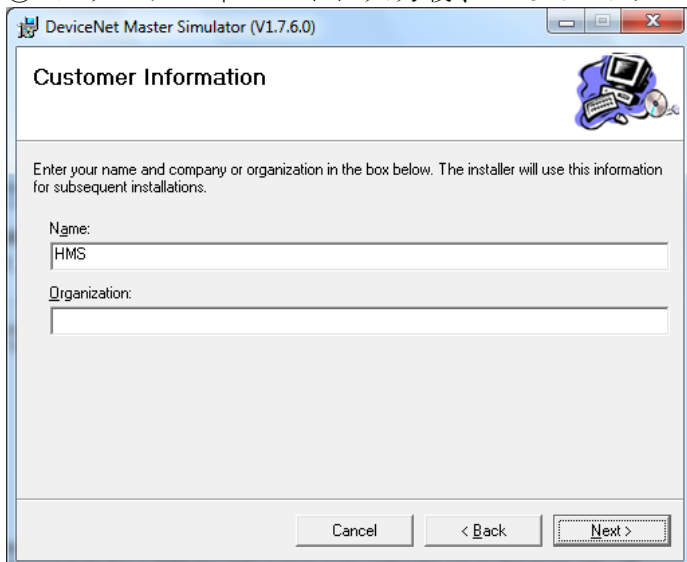 DeviceNet Master Simulator (V1.7.6.0)
Customer Information
Enter your name and company or organization in the box below. The installer will use this information
for subsequent installations.
Name:
HMS
Organization:
Cancel
< Back
Next >